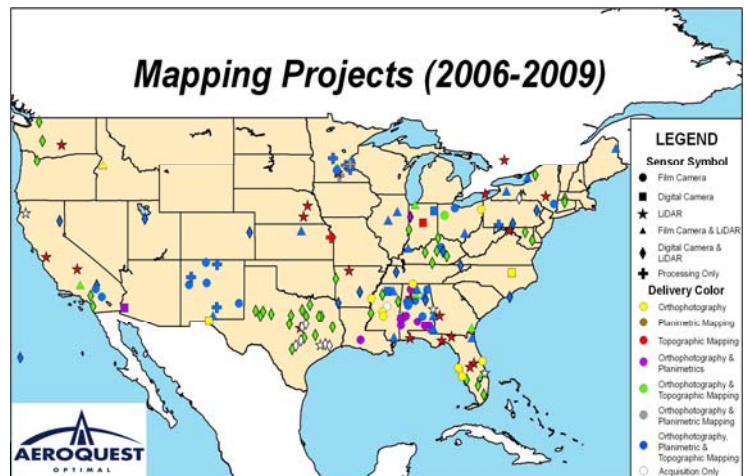 Mapping Projects (2006-2009)
LEGEND
Sensor Symbol
Film Camera
Digital Camera
LiDAR
Film Camera & LiDAR
Digital Camera &
LiDAR
Processing Only
Delivery Color
Orthophotography
Planimetric Mapping
Topographic Mapping
Orthophotography &
Planimetrics
Orthophotography &
Topographic Mapping
Orthophotography &
Planimetric Mapping
Orthophotography,
Planimetric &
Topographic Mapping
Acquisition Only
AEROQUEST
OPTIMAL